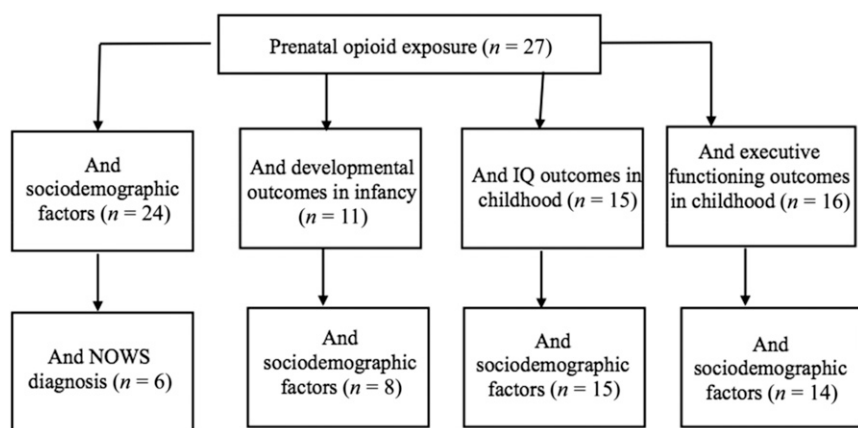 Prenatal opioid exposure (n = 27)
And
sociodemographic
factors (n = 24)
And developmental
outcomes in infancy
(n = 11)
And IQ outcomes in
childhood (n = 15)
And executive
functioning outcomes
in childhood (n = 16)
And NOWS
diagnosis (n = 6)
And
sociodemographic
factors (n = 8)
And
sociodemographic
factors (n = 15)
And
sociodemographic
factors (n = 14)